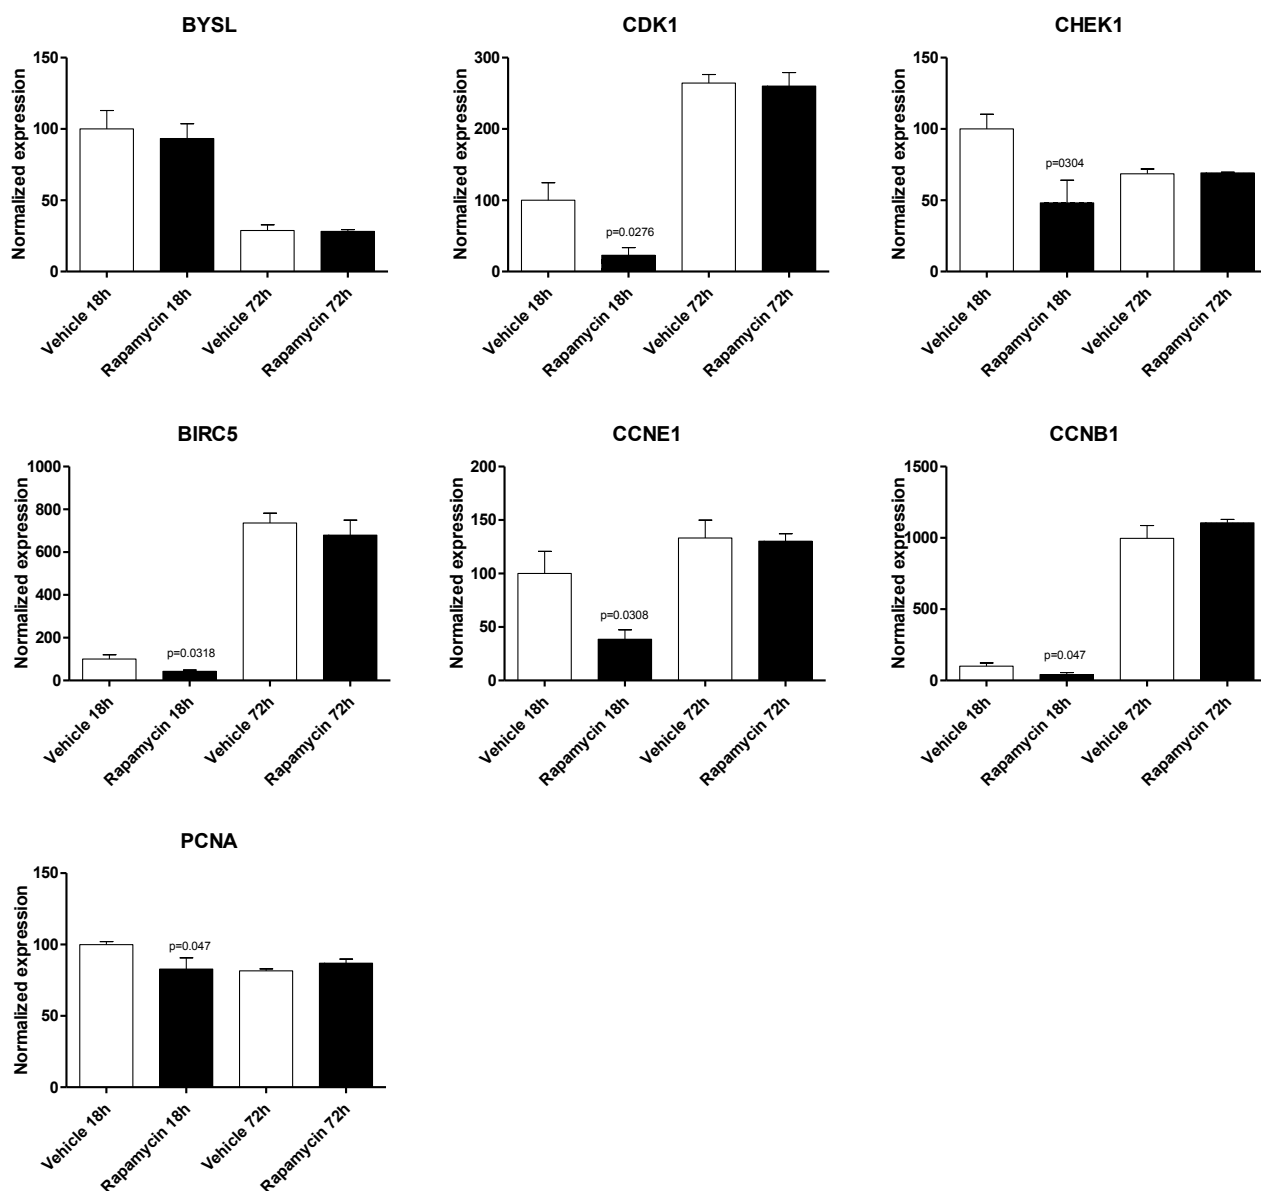 BYSL
Normalized expression
150
100
50
0
Vehicle 18h
Rapamycin 18h
Vehicle 72h
Rapamycin 72h
CDK1
Normalized expression
300
200
100
0
p=0.0276
Vehicle 18h
Rapamycin 18h
Vehicle 72h
Rapamycin 72h
CHEK1
Normalized expression
150
100
50
0
p=0304
Vehicle 18h
Rapamycin 18h
Vehicle 72h
Rapamycin 72h
BIRC5
Normalized expression
1000
800
600
400
200
0
p=0.0318
Vehicle 18h
Rapamycin 18h
Vehicle 72h
Rapamycin 72h
CCNE1
Normalized expression
200
150
100
50
0
p=0.0308
Vehicle 18h
Rapamycin 18h
Vehicle 72h
Rapamycin 72h
CCNB1
Normalized expression
1500
1000
500
0
p=0.047
Vehicle 18h
Rapamycin 18h
Vehicle 72h
Rapamycin 72h
PCNA
Normalized expression
150
100
50
0
p=0.047
Vehicle 18h
Rapamycin 18h
Vehicle 72h
Rapamycin 72h